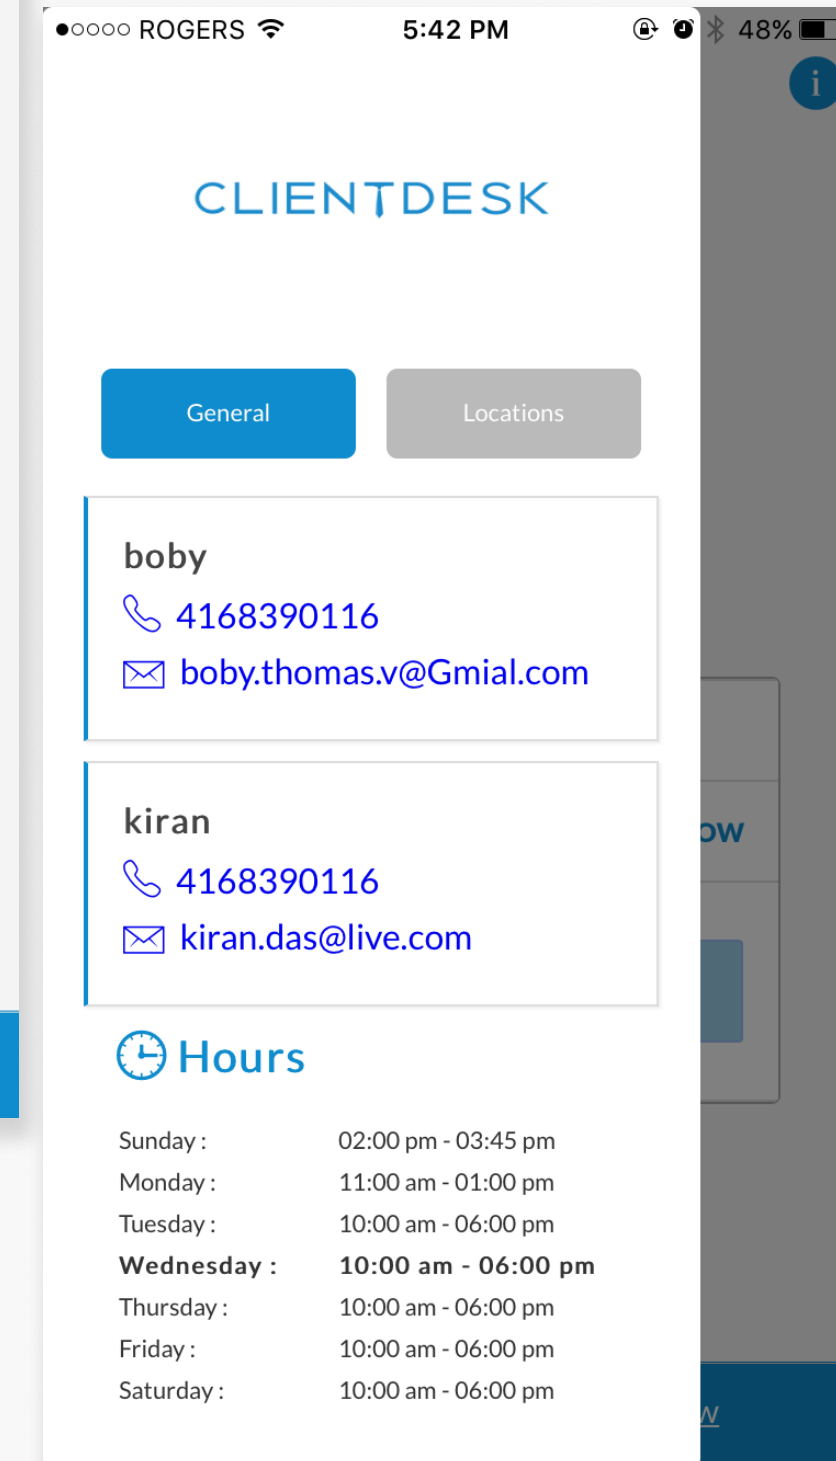 ROGERS 5:42 PM 48%
i
CLIENTDESK
General Locations
boby
4168390116
boby.thomas.v@Gmial.com
kiran
4168390116
kiran.das@live.com
ow
Hours
Sunday : 02:00 pm - 03:45 pm
Monday : 11:00 am - 01:00 pm
Tuesday : 10:00 am - 06:00 pm
Wednesday : 10:00 am - 06:00 pm
Thursday : 10:00 am - 06:00 pm
Friday : 10:00 am - 06:00 pm
Saturday : 10:00 am - 06:00 pm
w